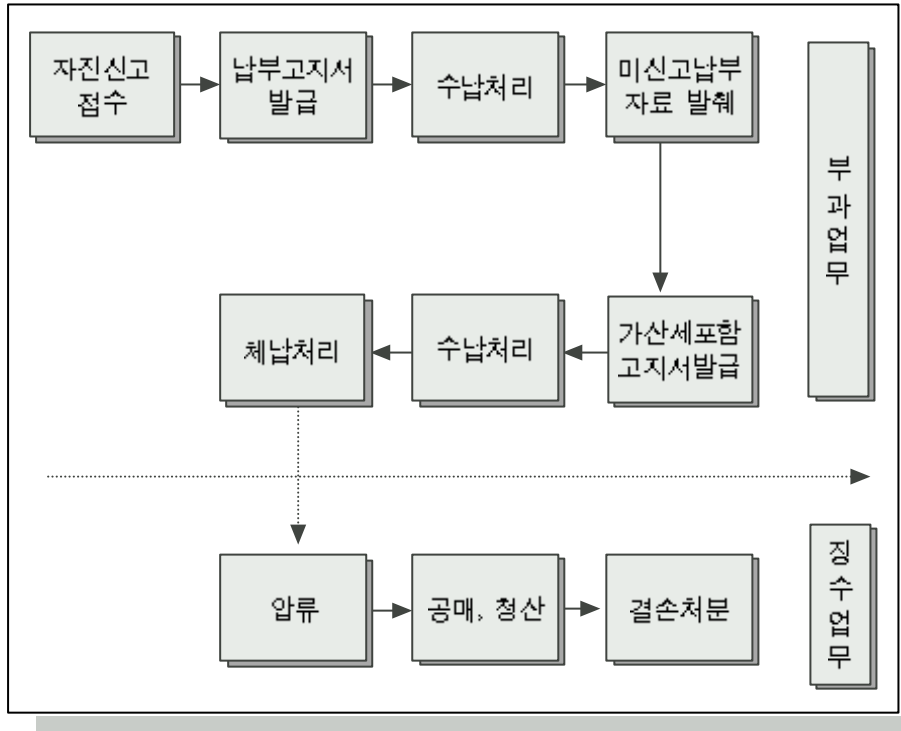 자진신고
접수
납부고지서
발급
수납처리
미신고납부
자료 발췌
부
과
업
무
체납처리
수납처리
가산세포함
고지서발급
압류
공매, 청산
결손처분
징
수
업
무